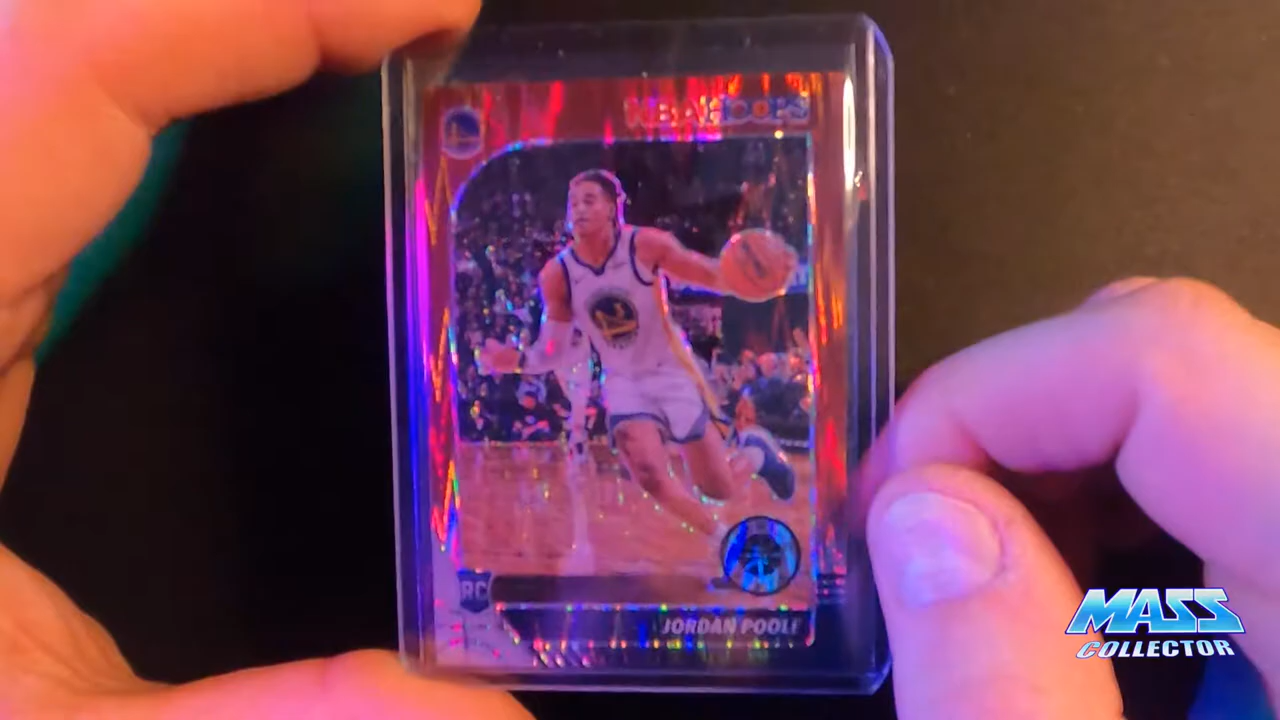 NBA HOOPS
RC
JORDAN POOLE
MASS
COLLECTOR